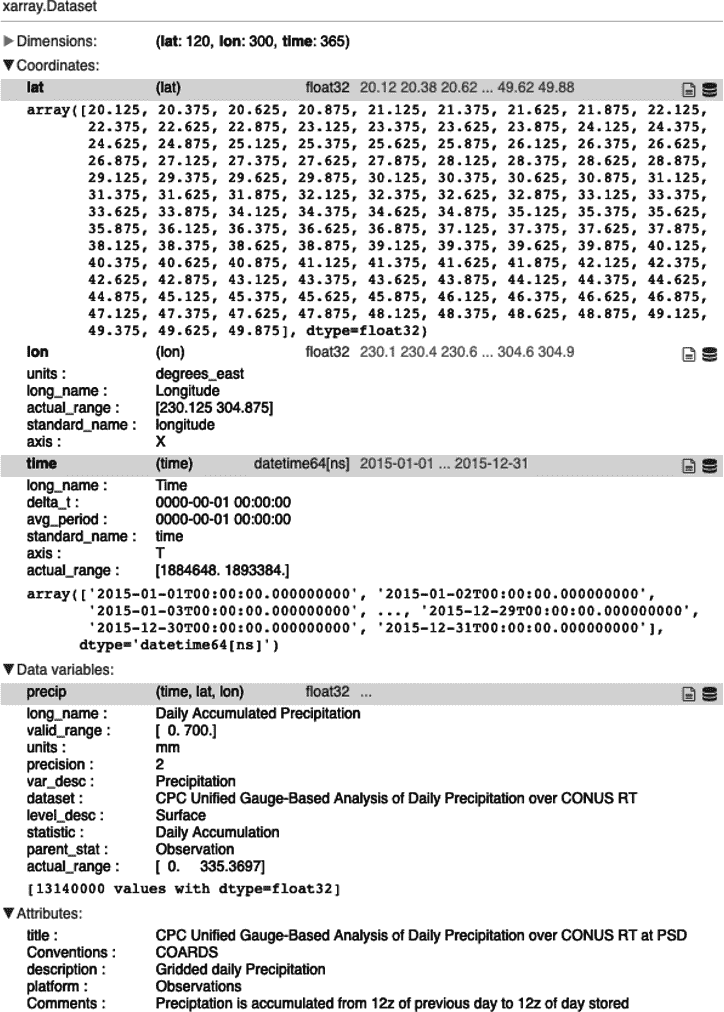 xarray.Dataset
▶Dimensions: (lat: 120, lon: 300, time: 365)
▼Coordinates:
lat (lat) float32 20.12 20.38 20.62 ... 49.62 49.88
array([20.125, 20.375, 20.625, 20.875, 21.125, 21.375, 21.625, 21.875, 22.125,
22.375, 22.625, 22.875, 23.125, 23.375, 23.625, 23.875, 24.125, 24.375,
24.625, 24.875, 25.125, 25.375, 25.625, 25.875, 26.125, 26.375, 26.625,
26.875, 27.125, 27.375, 27.625, 27.875, 28.125, 28.375, 28.625, 28.875,
29.125, 29.375, 29.625, 29.875, 30.125, 30.375, 30.625, 30.875, 31.125,
31.375, 31.625, 31.875, 32.125, 32.375, 32.625, 32.875, 33.125, 33.375,
33.625, 33.875, 34.125, 34.375, 34.625, 34.875, 35.125, 35.375, 35.625,
35.875, 36.125, 36.375, 36.625, 36.875, 37.125, 37.375, 37.625, 37.875,
38.125, 38.375, 38.625, 38.875, 39.125, 39.375, 39.625, 39.875, 40.125,
40.375, 40.625, 40.875, 41.125, 41.375, 41.625, 41.875, 42.125, 42.375,
42.625, 42.875, 43.125, 43.375, 43.625, 43.875, 44.125, 44.375, 44.625,
44.875, 45.125, 45.375, 45.625, 45.875, 46.125, 46.375, 46.625, 46.875,
47.125, 47.375, 47.625, 47.875, 48.125, 48.375, 48.625, 48.875, 49.125,
49.375, 49.625, 49.875], dtype=float32)
lon (lon) float32 230.1 230.4 230.6 ... 304.6 304.9
units : degrees_east
long_name : Longitude
actual_range : [230.125 304.875]
standard_name : longitude
axis : X
time (time) datetime64[ns] 2015-01-01 ... 2015-12-31
long_name : Time
delta_t : 0000-00-01 00:00:00
avg_period : 0000-00-01 00:00:00
standard_name : time
axis : T
actual_range : [1884648. 1893384.]
array(['2015-01-01T00:00:00.000000000', '2015-01-02T00:00:00.000000000',
'2015-01-03T00:00:00.000000000', ..., '2015-12-29T00:00:00.000000000',
'2015-12-30T00:00:00.000000000', '2015-12-31T00:00:00.000000000'],
dtype='datetime64[ns]')
▼Data variables:
precip (time, lat, lon) float32 ...
long_name : Daily Accumulated Precipitation
valid_range : [ 0. 700.]
units : mm
precision : 2
var_desc : Precipitation
dataset : CPC Unified Gauge-Based Analysis of Daily Precipitation over CONUS RT
level_desc : Surface
statistic : Daily Accumulation
parent_stat : Observation
actual_range : [ 0. 335.3697]
[13140000 values with dtype=float32]
▼Attributes:
title : CPC Unified Gauge-Based Analysis of Daily Precipitation over CONUS RT at PSD
Conventions : COARDS
description : Gridded daily Precipitation
platform : Observations
Comments : Preciptation is accumulated from 12z of previous day to 12z of day stored